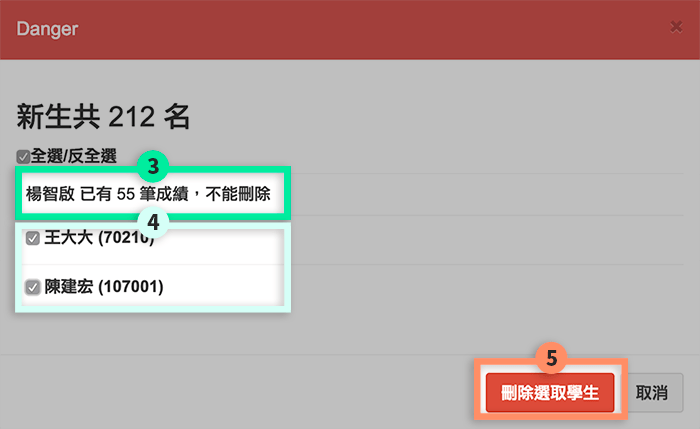 Danger ×
新生共 212 名
全選/反全選
3
楊智啟 已有 55 筆成績，不能刪除
4
王大大 (70210)
陳建宏 (107001)
5
刪除選取學生 取消